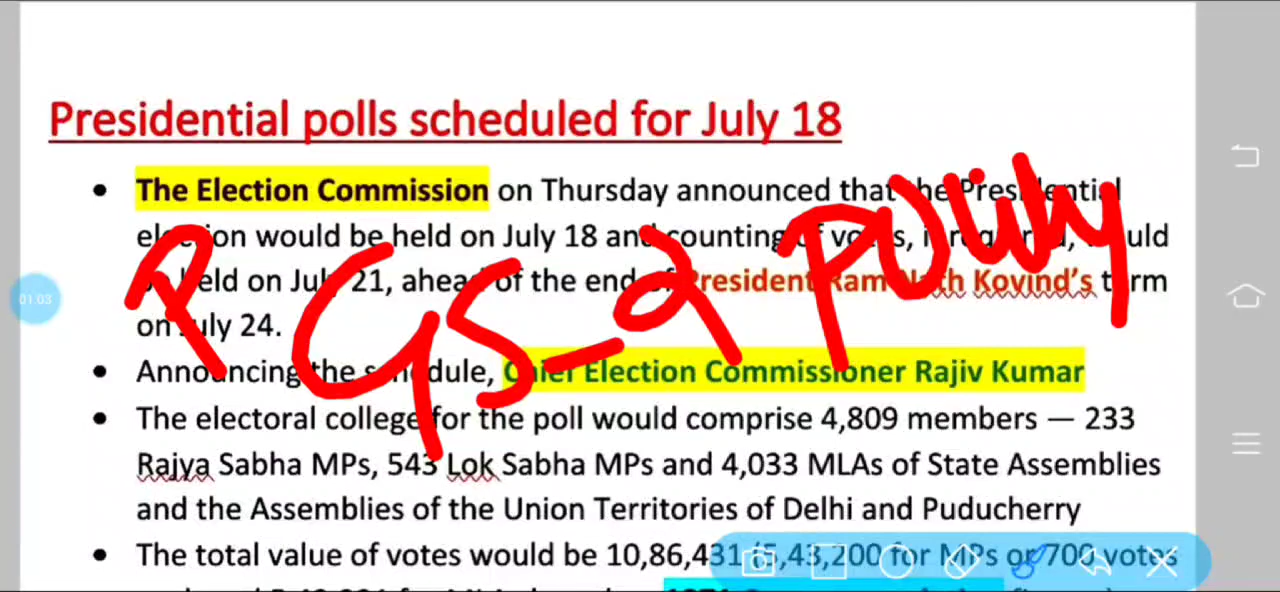 Presidential polls scheduled for July 18
The Election Commission on Thursday announced that the Presidential
election would be held on July 18 and counting of votes, if required, would
be held on July 21, ahead of the end of President Ram Nath Kovind's term
on July 24.
P GS-2 Polity
01:03
Announcing the schedule, Chief Election Commissioner Rajiv Kumar
The electoral college for the poll would comprise 4,809 members — 233
Rajya Sabha MPs, 543 Lok Sabha MPs and 4,033 MLAs of State Assemblies
and the Assemblies of the Union Territories of Delhi and Puducherry
The total value of votes would be 10,86,431 (5,43,200 for MPs or 700 votes